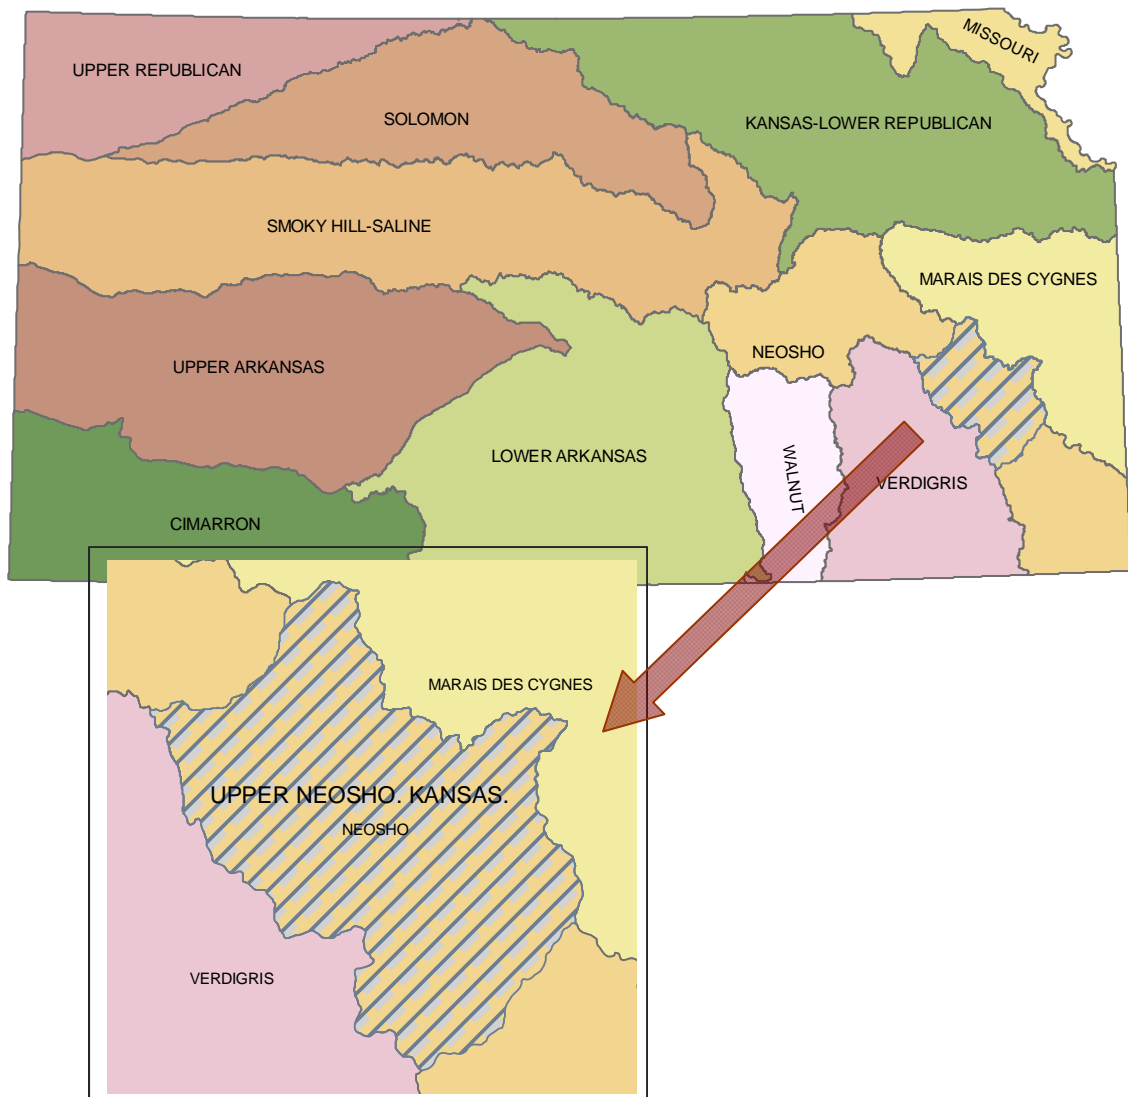 MISSOURI
UPPER REPUBLICAN
SOLOMON
KANSAS-LOWER REPUBLICAN
SMOKY HILL-SALINE
MARAIS DES CYGNES
NEOSHO
UPPER ARKANSAS
LOWER ARKANSAS
WALNUT
VERDIGRIS
CIMARRON
MARAIS DES CYGNES
UPPER NEOSHO. KANSAS.
NEOSHO
VERDIGRIS